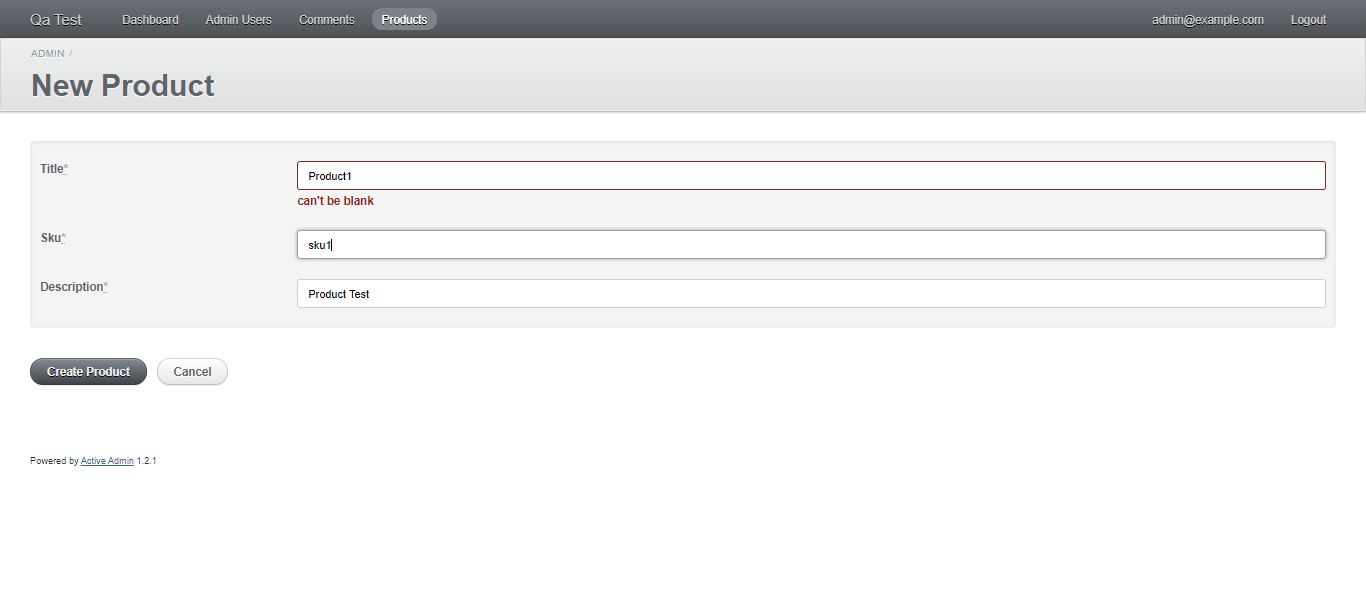 Qa Test Dashboard Admin Users Comments Products admin@example.com Logout
ADMIN /
New Product
Title* Product1
can't be blank
Sku* sku1
Description* Product Test
Create Product Cancel
Powered by Active Admin 1.2.1